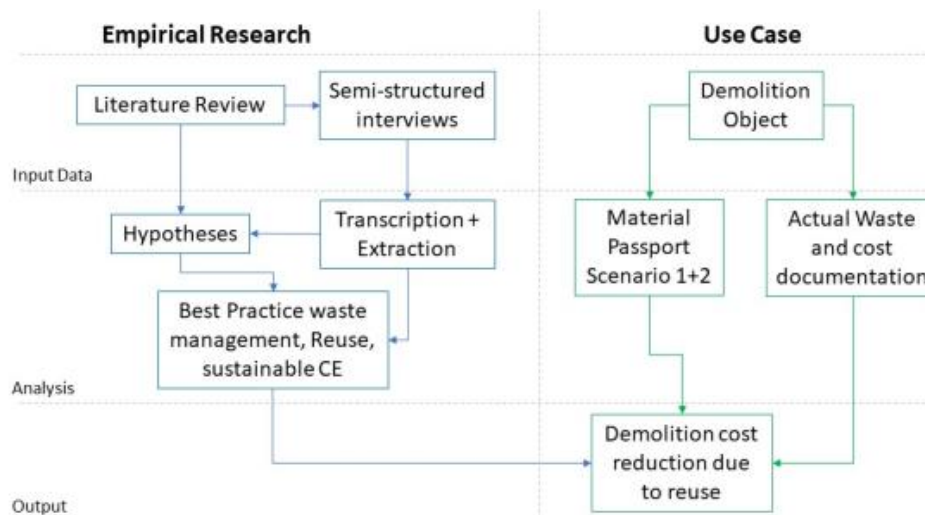 Empirical Research
Use Case
Literature Review
Semi-structured
interviews
Demolition
Object
Input Data
Hypotheses
Transcription +
Extraction
Material
Passport
Scenario 1+2
Actual Waste
and cost
documentation
Best Practice waste
management, Reuse,
sustainable CE
Analysis
Demolition cost
reduction due
to reuse
Output